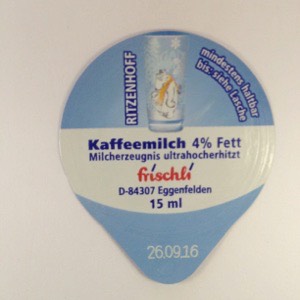 RITZENHOFF
mindestens haltbar
bis: siehe Lasche
Kaffeemilch 4% Fett
Milcherzeugnis ultrahocherhitzt
frischli
D-84307 Eggenfelden
15 ml
26.09.16